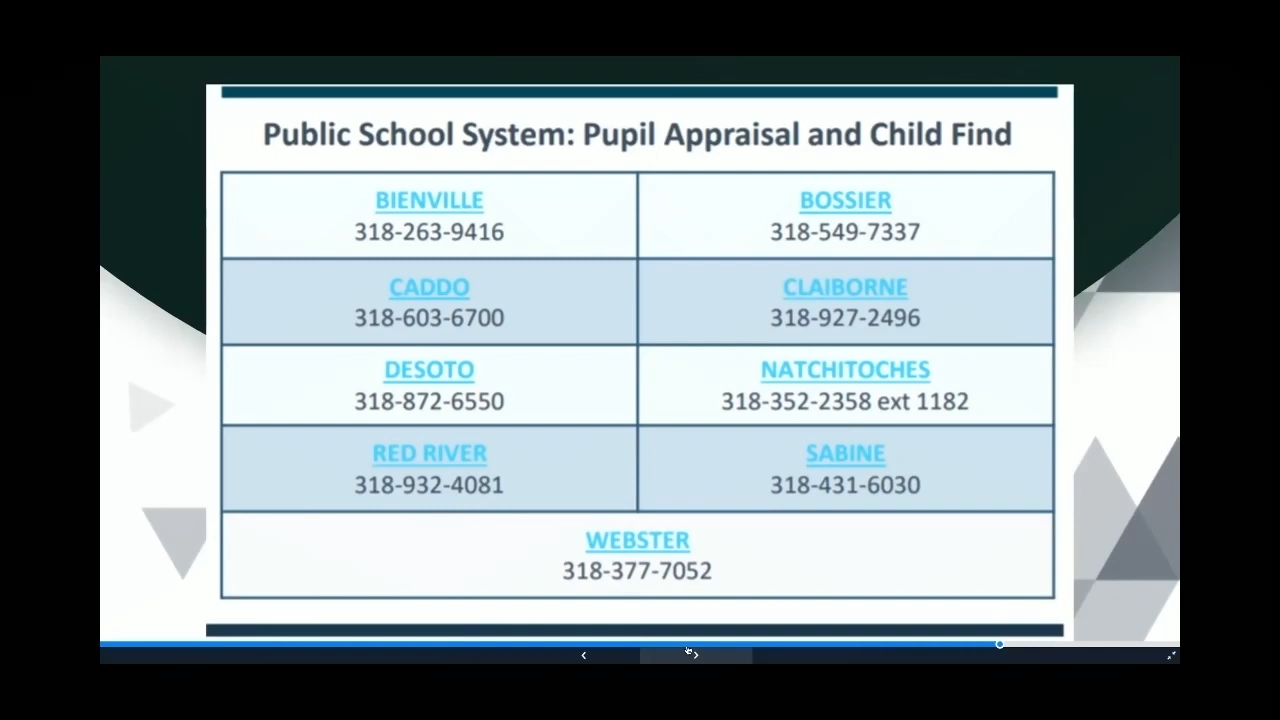 Public School System: Pupil Appraisal and Child Find
BIENVILLE
318-263-9416
BOSSIER
318-549-7337
CADDO
318-603-6700
CLAIBORNE
318-927-2496
DESOTO
318-872-6550
NATCHITOCHES
318-352-2358 ext 1182
RED RIVER
318-932-4081
SABINE
318-431-6030
WEBSTER
318-377-7052